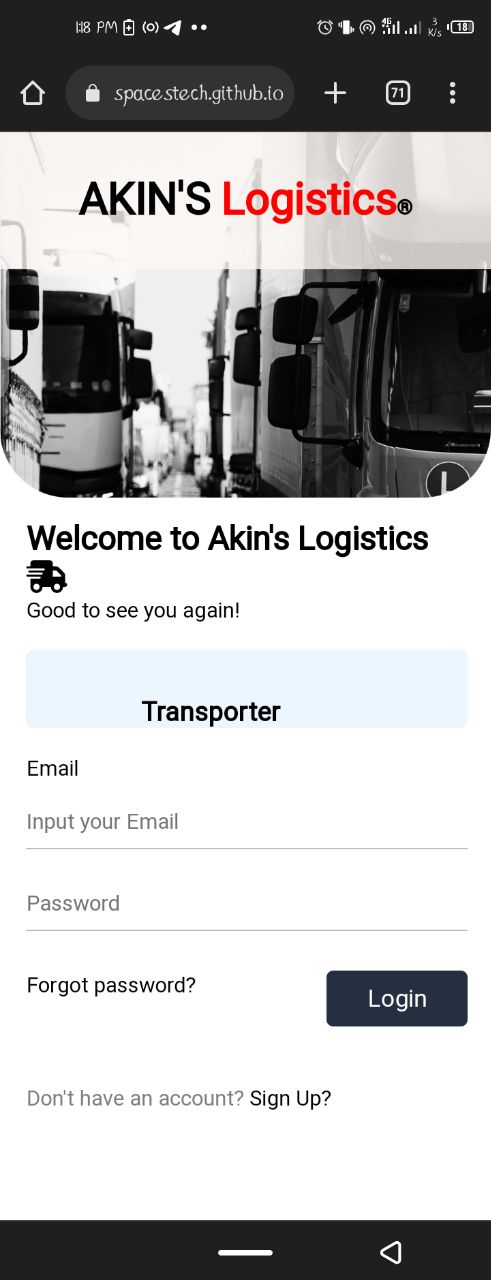 1:18 PM
4G
3
K/s
18
spacestech.github.io
71
AKIN'S Logistics®
L
Welcome to Akin's Logistics
Good to see you again!
Transporter
Email
Input your Email
Password
Forgot password?
Login
Don't have an account? Sign Up?